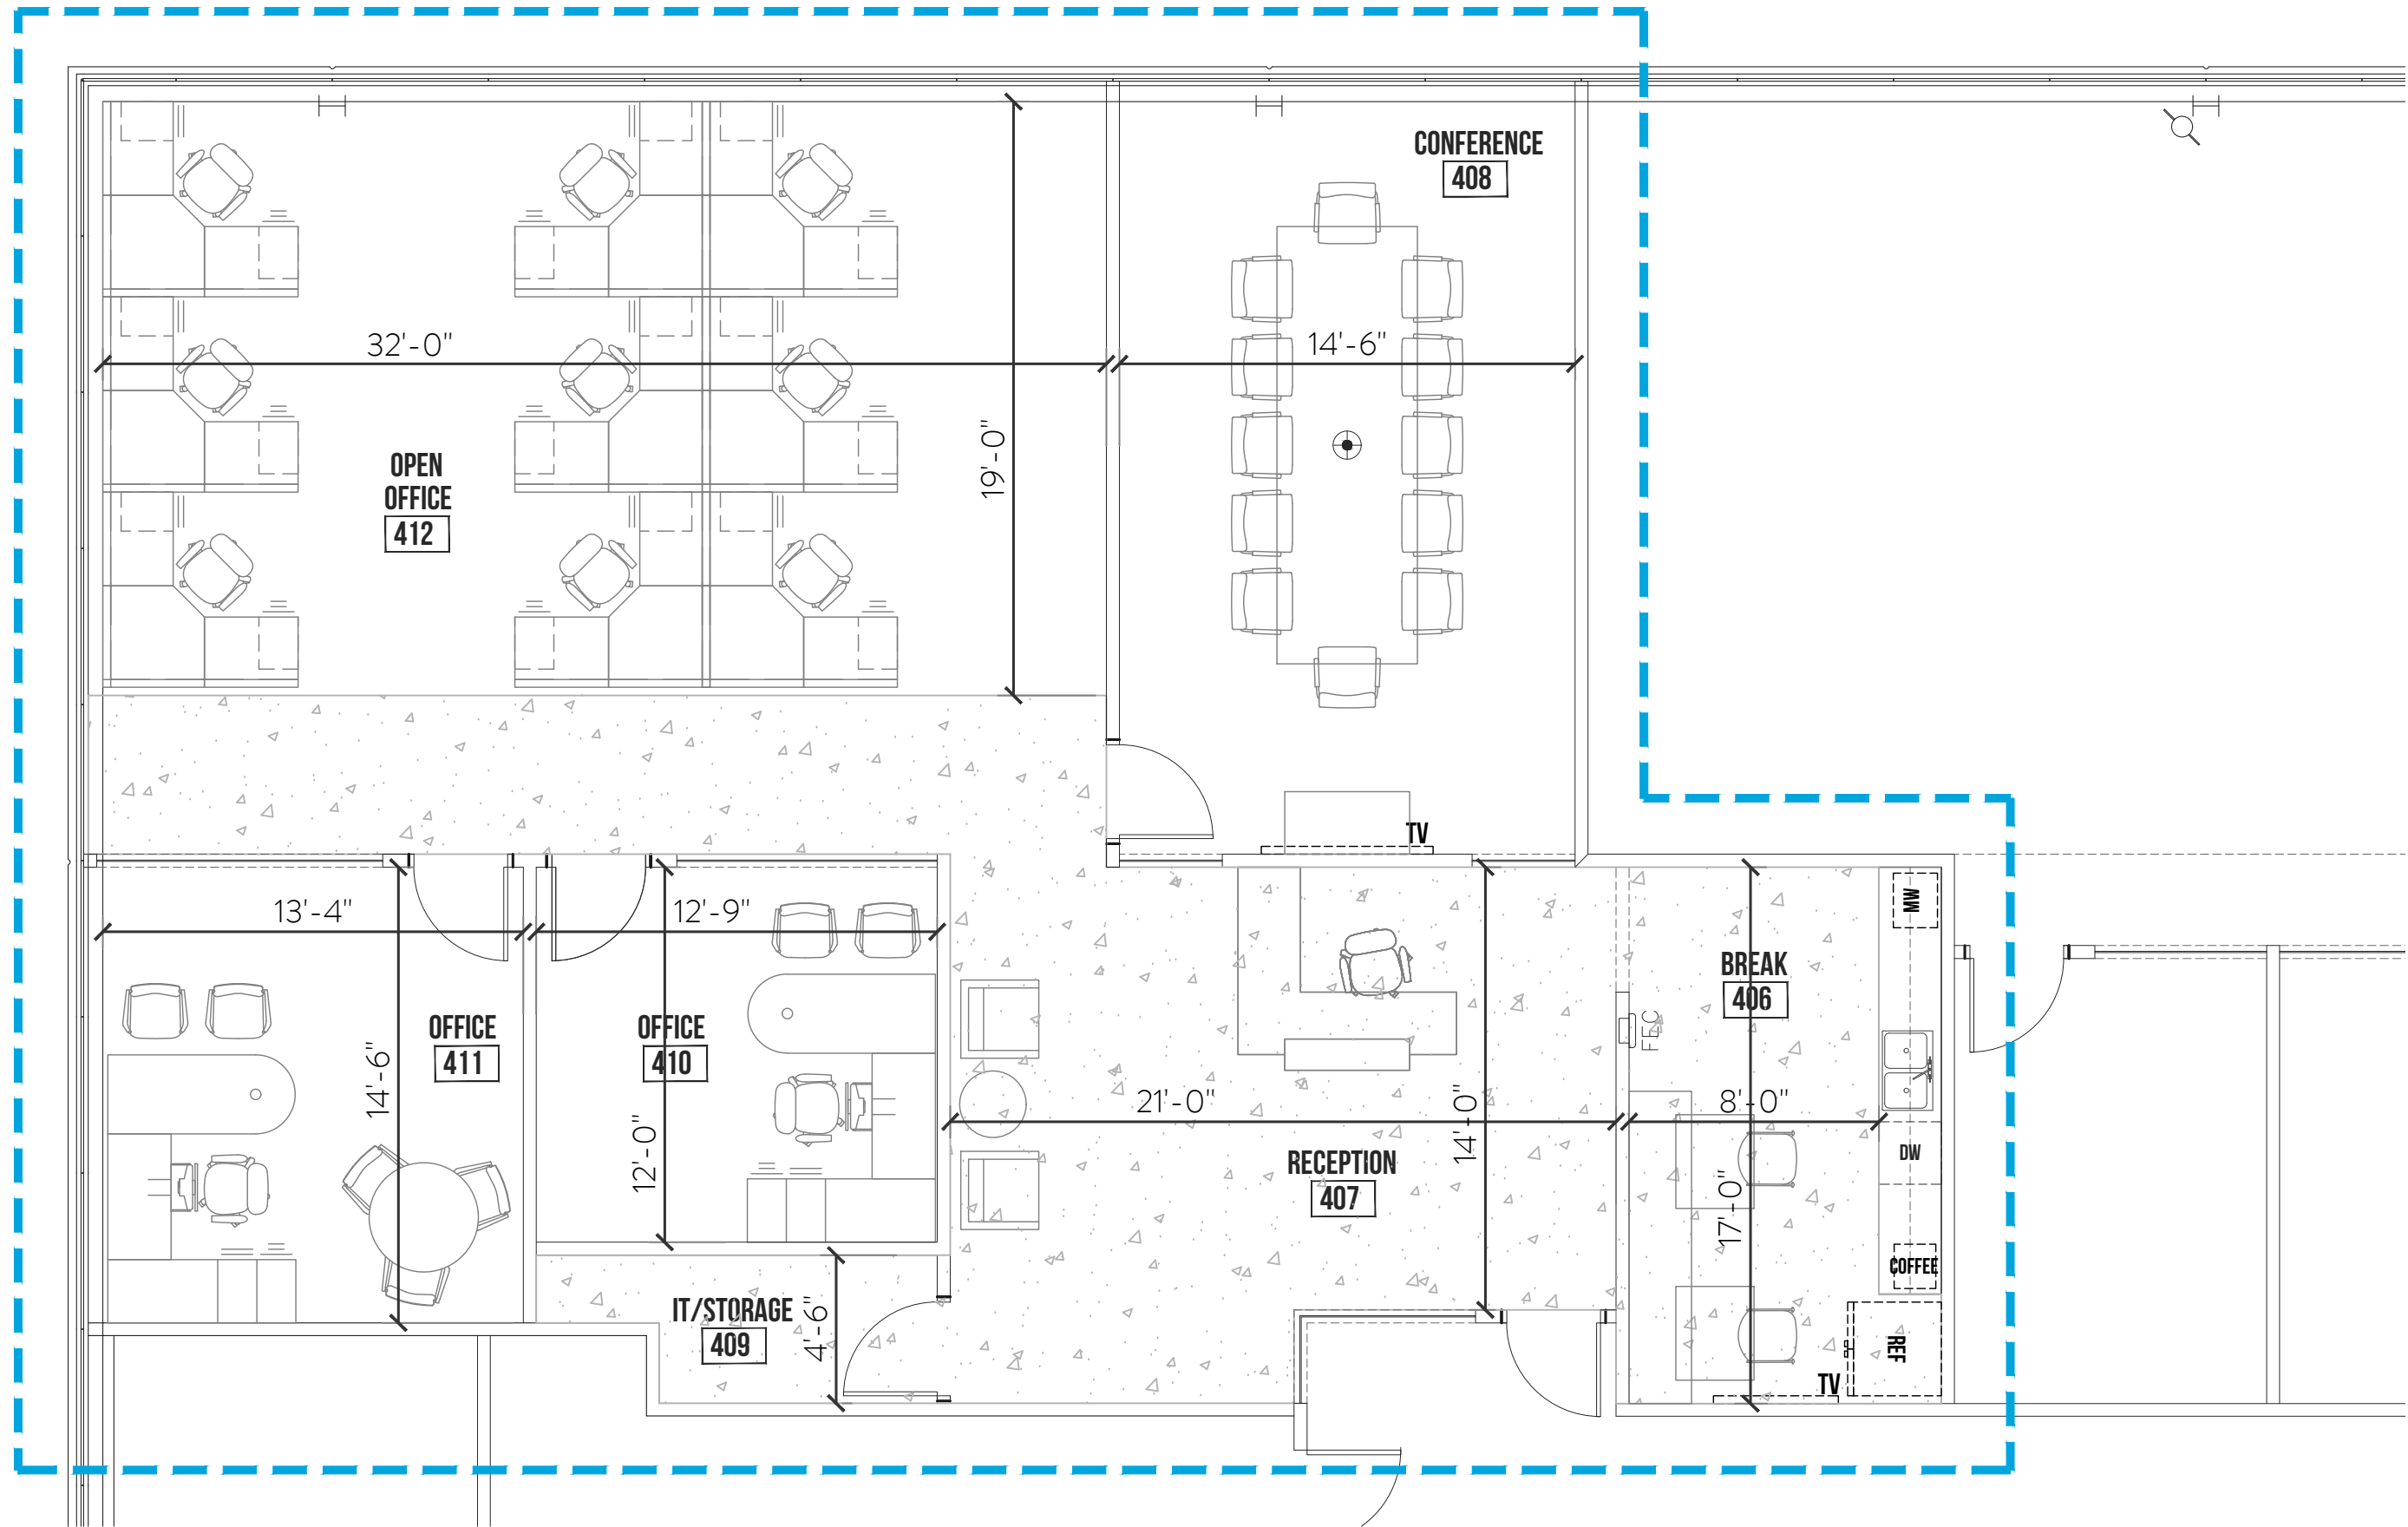 CONFERENCE
408
32'-0"
14'-6"
19'-0"
OPEN
OFFICE
412
TV
MW
13'-4"
12'-9"
BREAK
406
FEC
OFFICE
411
OFFICE
410
14'-6"
21'-0"
14'-0"
8'-0"
12'-0"
DW
RECEPTION
407
17'-0"
COFFEE
IT/STORAGE
409
4'-6"
REF
TV